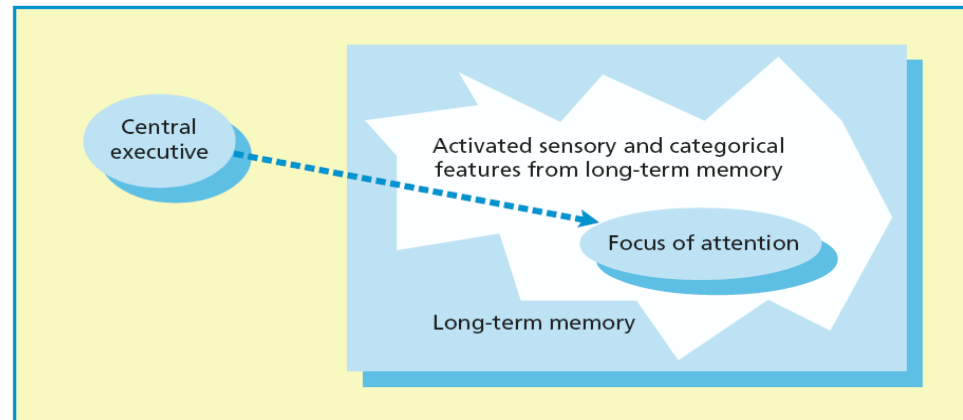 Central
executive
Activated sensory and categorical
features from long-term memory
Focus of attention
Long-term memory